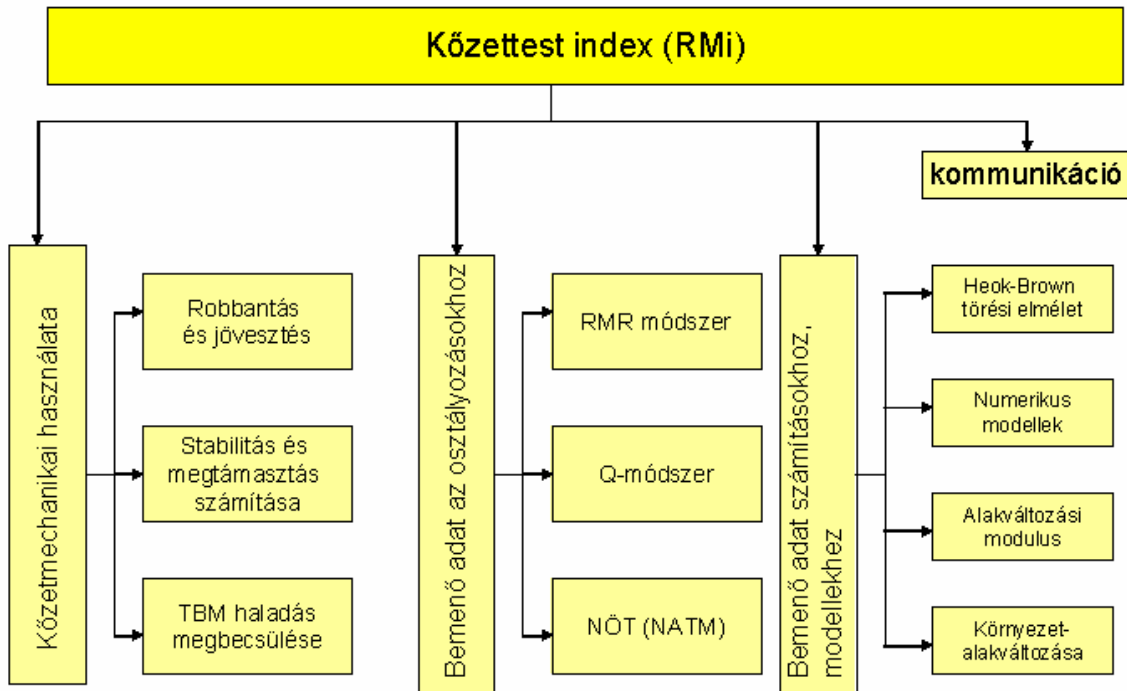 Kőzettest index (RMi)
kommunikáció
Kőzetmechanikai használata
Robbantás
és jövesztés
Stabilitás és
megtámasztás
számítása
TBM haladás
megbecsülése
Bemenő adat az osztályozásokhoz
RMR módszer
Q-módszer
NÖT (NATM)
Bemenő adat számításokhoz,
modellekhez
Heok-Brown
törési elmélet
Numerikus
modellek
Alakváltozási
modulus
Környezet-
alakváltozása